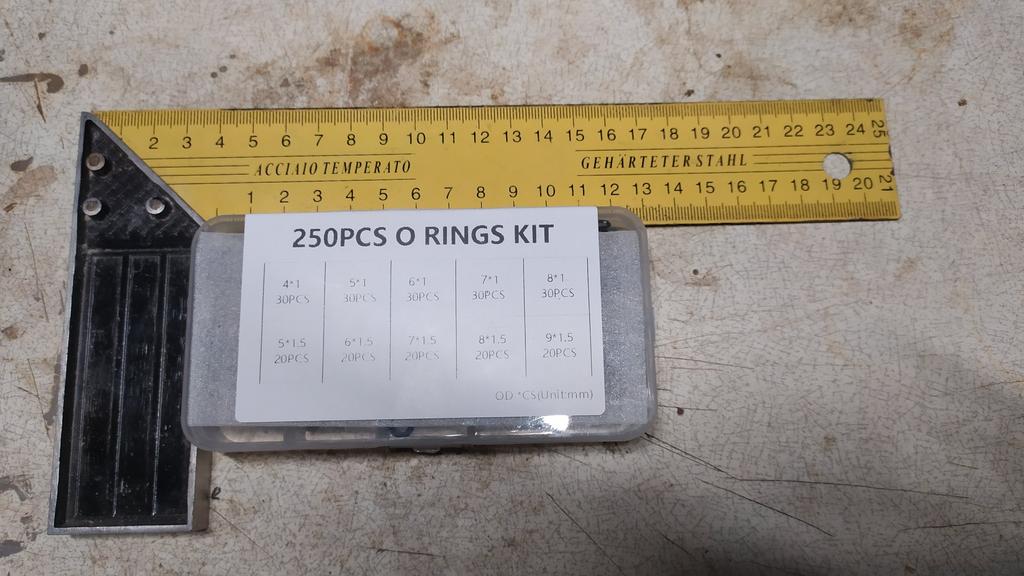 2 3 4 5 6 7 8 9 10 11 12 13 14 15 16 17 18 19 20 21 22 23 24 25
ACCIAIO TEMPERATO GEHÄRTETER STAHL
1 2 3 4 5 6 7 8 9 10 11 12 13 14 15 16 17 18 19 20 21
250PCS O RINGS KIT
4*1 5*1 6*1 7*1 8*1
30PCS 30PCS 30PCS 30PCS 30PCS
5*1.5 6*1.5 7*1.5 8*1.5 9*1.5
20PCS 20PCS 20PCS 20PCS 20PCS
OD *CS(Unit:mm)